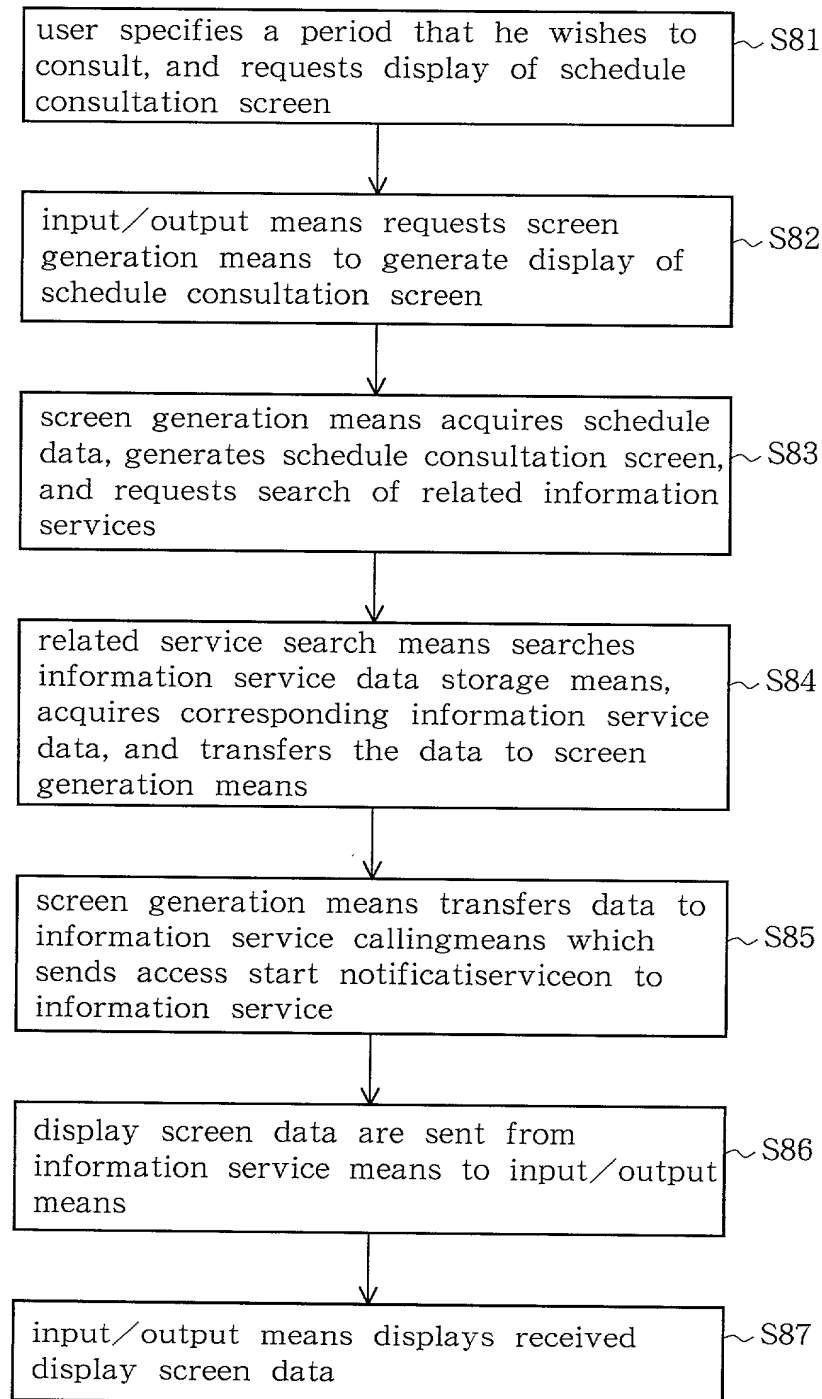 user specifies a period that he wishes to
consult, and requests display of schedule
consultation screen
S81
input/output means requests screen
generation means to generate display of
schedule consultation screen
S82
screen generation means acquires schedule
data, generates schedule consultation screen,
and requests search of related information
services
S83
related service search means searches
information service data storage means,
acquires corresponding information service
data, and transfers the data to screen
generation means
S84
screen generation means transfers data to
information service callingmeans which
sends access start notificatiserviceon to
information service
S85
display screen data are sent from
information service means to input/output
means
S86
input/output means displays received
display screen data
S87